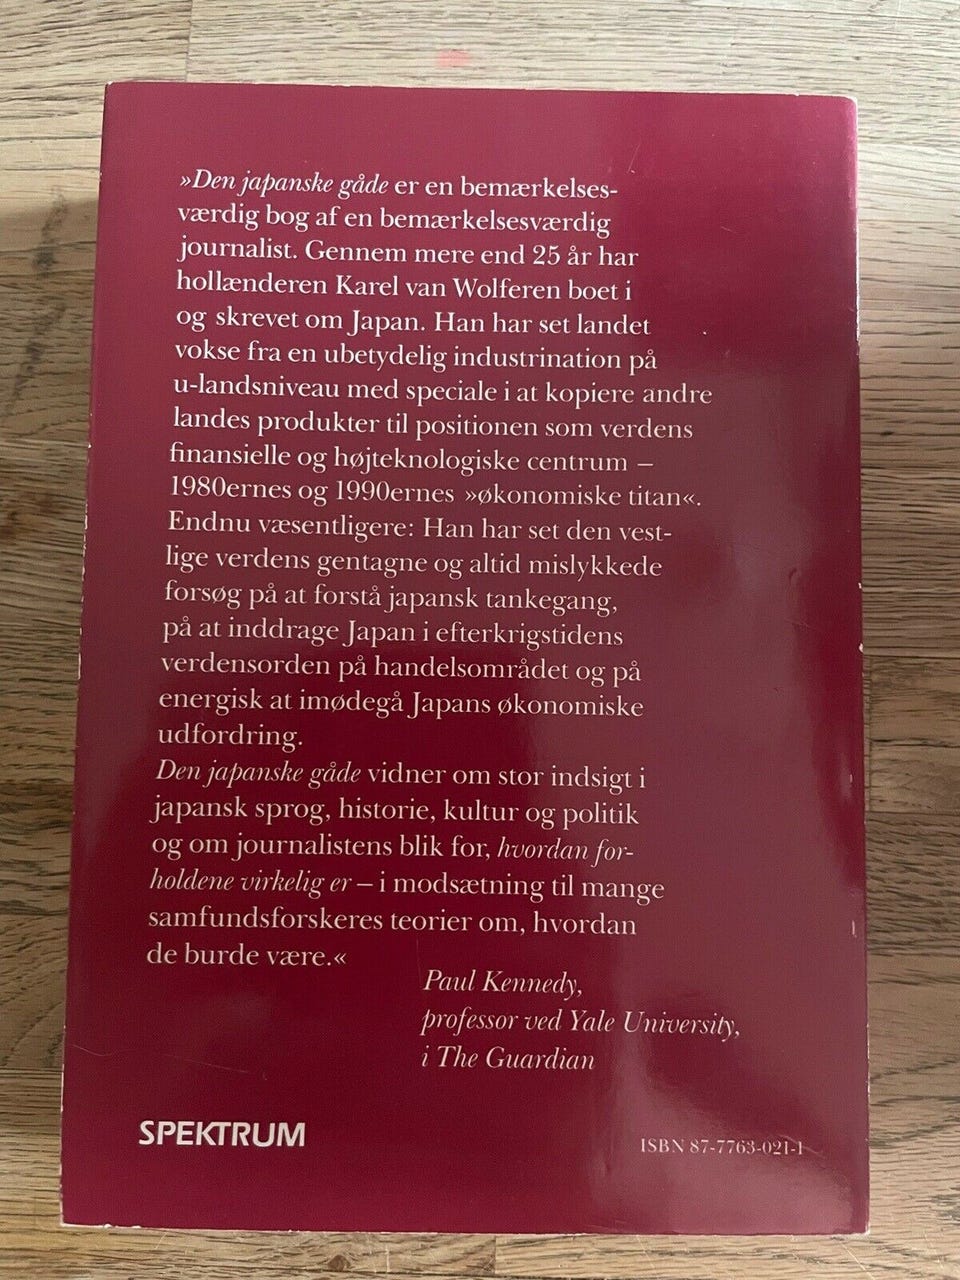 »Den japanske gåde er en bemærkelses-
værdig bog af en bemærkelsesværdig
journalist. Gennem mere end 25 år har
hollænderen Karel van Wolferen boet i
og skrevet om Japan. Han har set landet
vokse fra en ubetydelig industrination på
u-landsniveau med speciale i at kopiere andre
landes produkter til positionen som verdens
finansielle og højteknologiske centrum –
1980ernes og 1990ernes »økonomiske titan«.
Endnu væsentligere: Han har set den vest-
lige verdens gentagne og altid mislykkede
forsøg på at forstå japansk tankegang,
på at inddrage Japan i efterkrigstidens
verdensorden på handelsområdet og på
energisk at imødegå Japans økonomiske
udfordring.
Den japanske gåde vidner om stor indsigt i
japansk sprog, historie, kultur og politik
og om journalistens blik for, hvordan for-
holdene virkelig er – i modsætning til mange
samfundsforskeres teorier om, hvordan
de burde være.«
Paul Kennedy,
professor ved Yale University,
i The Guardian
SPEKTRUM
ISBN 87-7763-021-1